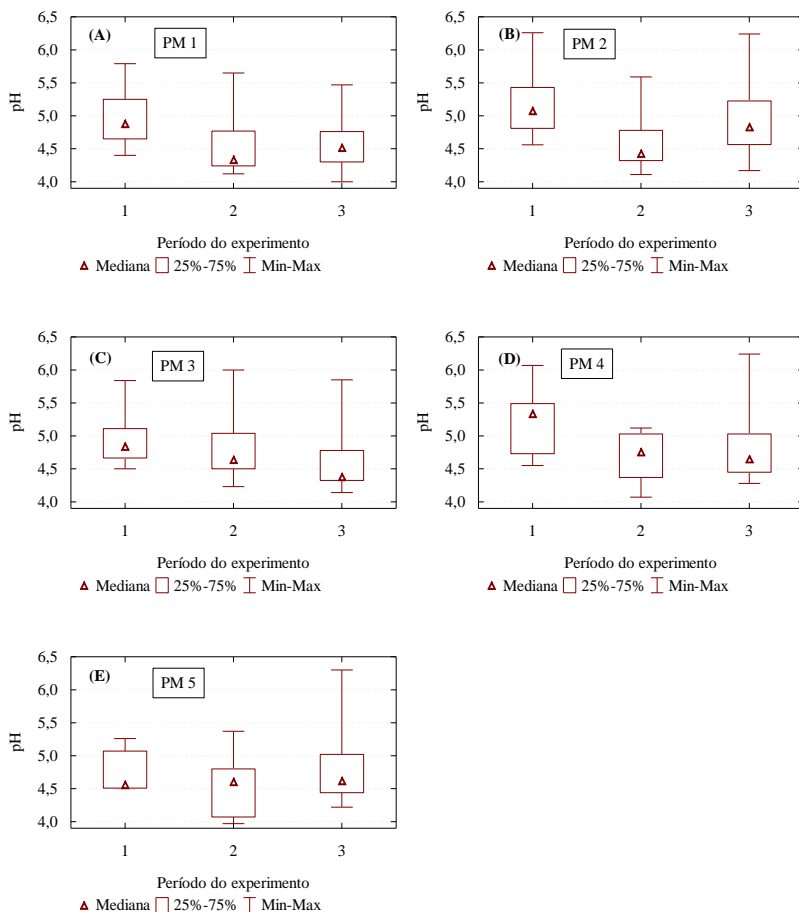 (A) PM 1
6,5
6,0
5,5
5,0
4,5
4,0
pH
1 2 3
Período do experimento
Mediana 25%-75% Min-Max
(B) PM 2
6,5
6,0
5,5
5,0
4,5
4,0
pH
1 2 3
Período do experimento
Mediana 25%-75% Min-Max
(C) PM 3
6,5
6,0
5,5
5,0
4,5
4,0
pH
1 2 3
Período do experimento
Mediana 25%-75% Min-Max
(D) PM 4
6,5
6,0
5,5
5,0
4,5
4,0
pH
1 2 3
Período do experimento
Mediana 25%-75% Min-Max
(E) PM 5
6,5
6,0
5,5
5,0
4,5
4,0
pH
1 2 3
Período do experimento
Mediana 25%-75% Min-Max